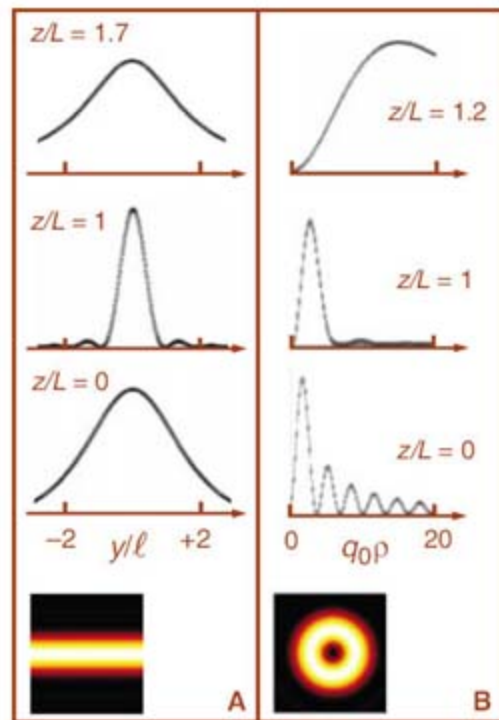 z/L = 1.7
z/L = 1
z/L = 0
−2 y/ℓ +2
A
z/L = 1.2
z/L = 1
z/L = 0
0 q₀ρ 20
B